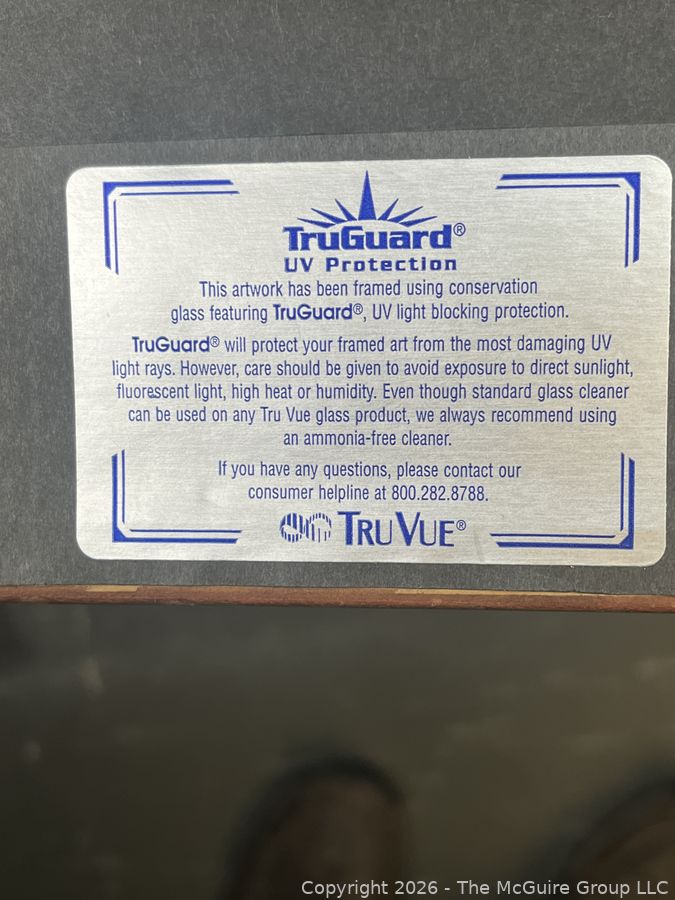 TruGuard®
UV Protection
This artwork has been framed using conservation
glass featuring TruGuard®, UV light blocking protection.
TruGuard® will protect your framed art from the most damaging UV
light rays. However, care should be given to avoid exposure to direct sunlight,
fluorescent light, high heat or humidity. Even though standard glass cleaner
can be used on any Tru Vue glass product, we always recommend using
an ammonia-free cleaner.
If you have any questions, please contact our
consumer helpline at 800.282.8788.
TRU VUE®
Copyright 2026 - The McGuire Group LLC